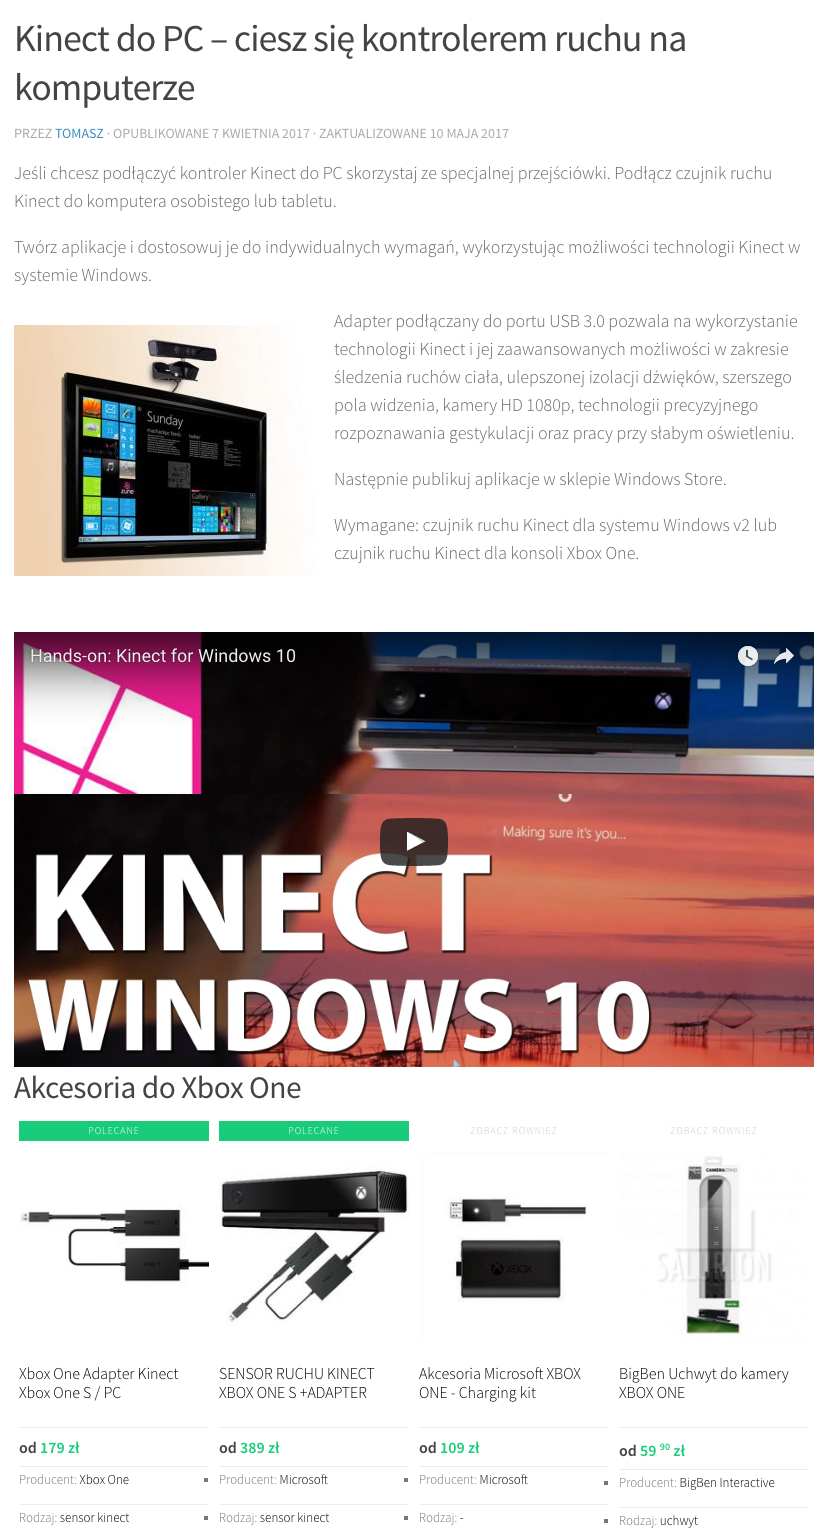 Kinect do PC – ciesz się kontrolerem ruchu na
komputerze
PRZEZ TOMASZ · OPUBLIKOWANE 7 KWIETNIA 2017 · ZAKTUALIZOWANE 10 MAJA 2017
Jeśli chcesz podłączyć kontroler Kinect do PC skorzystaj ze specjalnej przejściówki. Podłącz czujnik ruchu
Kinect do komputera osobistego lub tabletu.
Twórz aplikacje i dostosowuj je do indywidualnych wymagań, wykorzystując możliwości technologii Kinect w
systemie Windows.
Adapter podłączany do portu USB 3.0 pozwala na wykorzystanie
technologii Kinect i jej zaawansowanych możliwości w zakresie
śledzenia ruchów ciała, ulepszonej izolacji dźwięków, szerszego
pola widzenia, kamery HD 1080p, technologii precyzyjnego
rozpoznawania gestykulacji oraz pracy przy słabym oświetleniu.
Sunday
zune
Gallery
Następnie publikuj aplikacje w sklepie Windows Store.
Wymagane: czujnik ruchu Kinect dla systemu Windows v2 lub
czujnik ruchu Kinect dla konsoli Xbox One.
Hands-on: Kinect for Windows 10
Making sure it's you...
KINECT
WINDOWS 10
Akcesoria do Xbox One
POLECANE
POLECANE
ZOBACZ RÓWNIEŻ
ZOBACZ RÓWNIEŻ
XBOX
Xbox One Adapter Kinect
Xbox One S / PC
SENSOR RUCHU KINECT
XBOX ONE S +ADAPTER
Akcesoria Microsoft XBOX
ONE - Charging kit
BigBen Uchwyt do kamery
XBOX ONE
od 179 zł
od 389 zł
od 109 zł
od 59 90 zł
Producent: Xbox One
Producent: Microsoft
Producent: Microsoft
Producent: BigBen Interactive
Rodzaj: sensor kinect
Rodzaj: sensor kinect
Rodzaj: -
Rodzaj: uchwyt